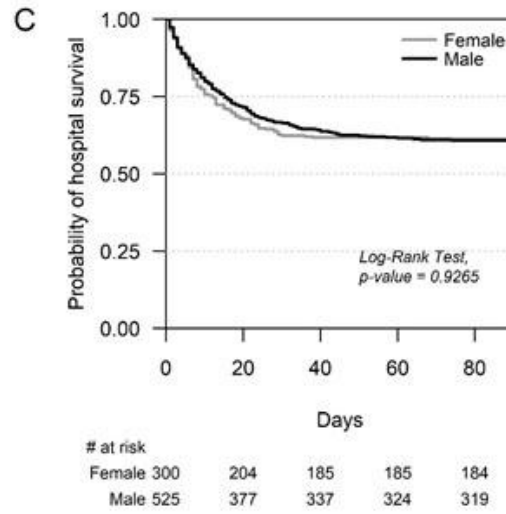 C
Probability of hospital survival
1.00
0.75
0.50
0.25
0.00
Female
Male
Log-Rank Test,
p-value = 0.9265
0 20 40 60 80
Days
# at risk
Female 300 204 185 185 184
Male 525 377 337 324 319